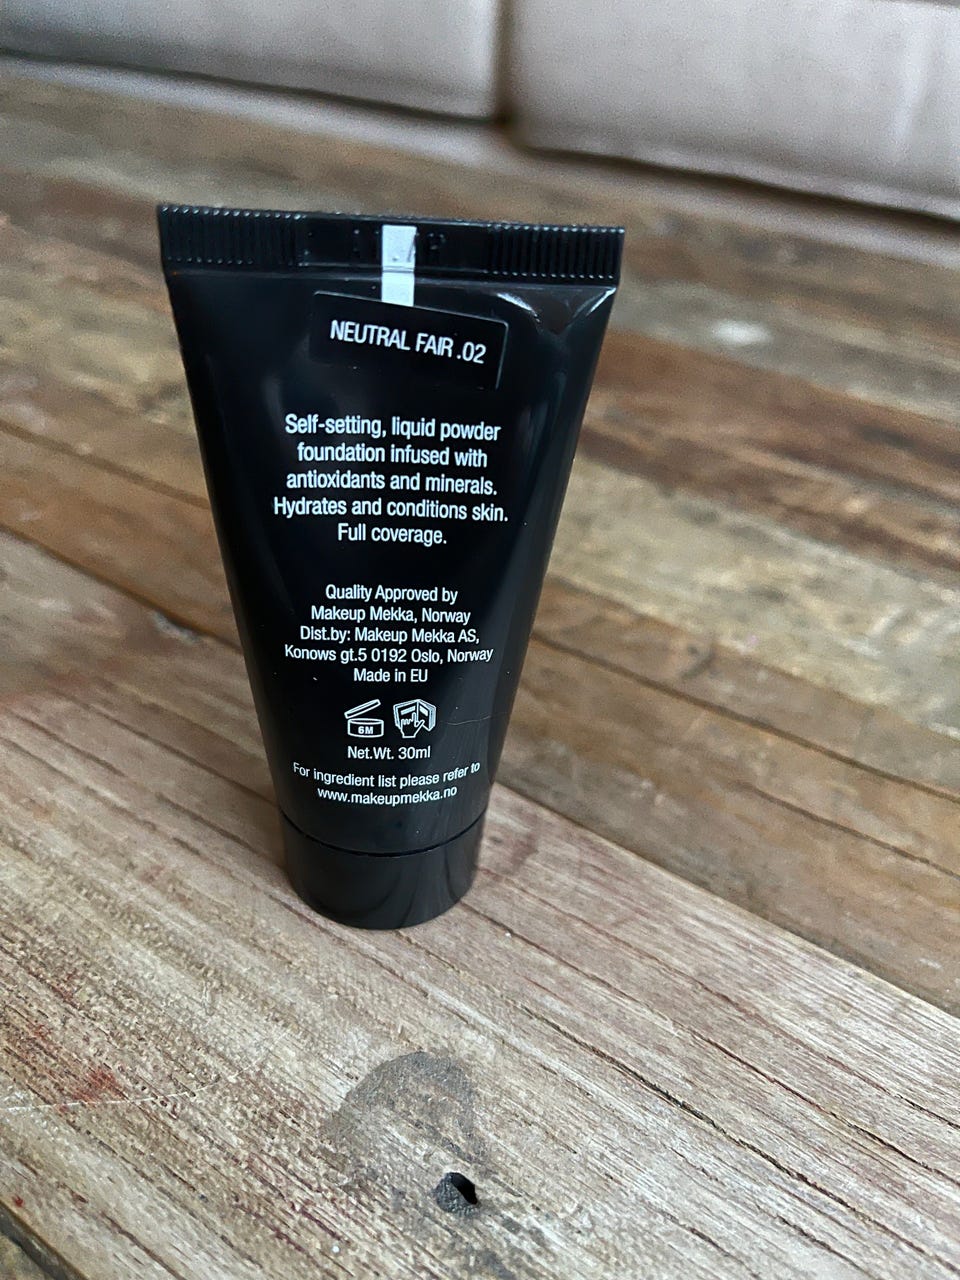 NEUTRAL FAIR .02
Self-setting, liquid powder
foundation infused with
antioxidants and minerals.
Hydrates and conditions skin.
Full coverage.
Quality Approved by
Makeup Mekka, Norway
Dist.by: Makeup Mekka AS,
Konows gt.5 0192 Oslo, Norway
Made in EU
6M
Net.Wt. 30ml
For ingredient list please refer to
www.makeupmekka.no